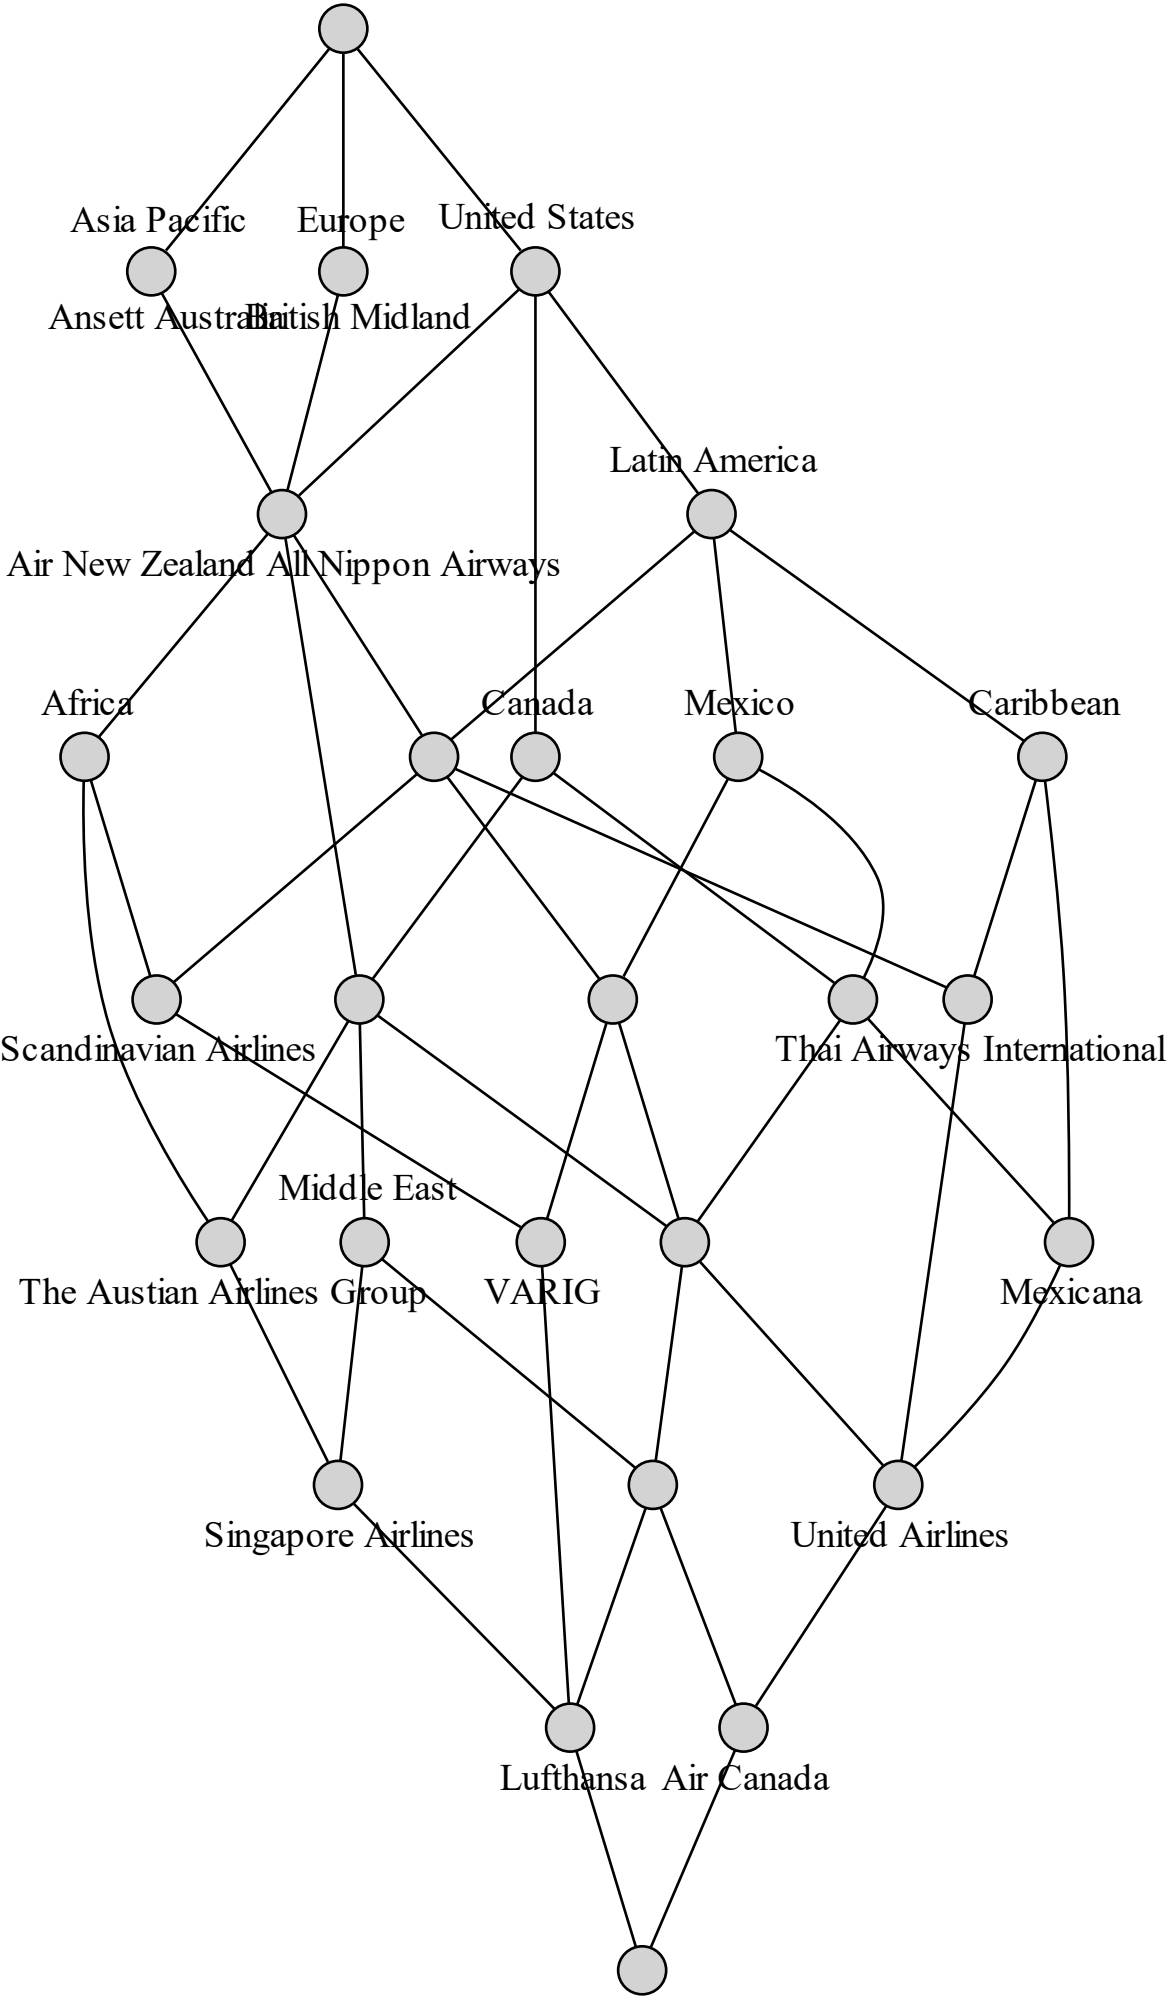 Asia Pacific
Europe
United States
Ansett Australia
British Midland
Latin America
Air New Zealand
All Nippon Airways
Africa
Canada
Mexico
Caribbean
Scandinavian Airlines
Thai Airways International
Middle East
The Austian Airlines Group
VARIG
Mexicana
Singapore Airlines
United Airlines
Lufthansa
Air Canada